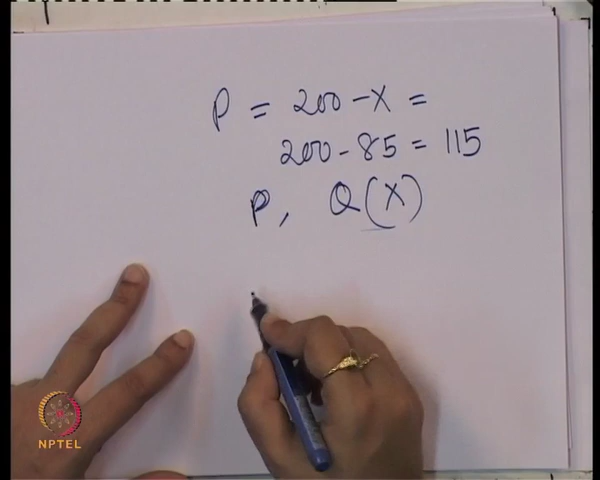 P = 200 - X =
200 - 85 = 115
P, Q(X)
NPTEL